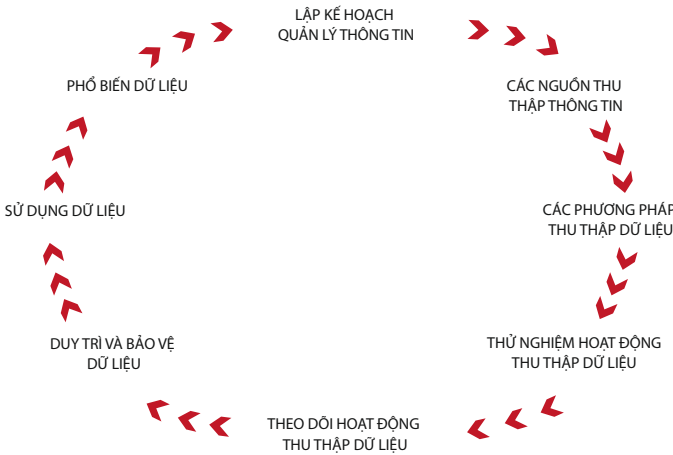 LẬP KẾ HOẠCH
QUẢN LÝ THÔNG TIN
CÁC NGUỒN THU
THẬP THÔNG TIN
CÁC PHƯƠNG PHÁP
THU THẬP DỮ LIỆU
THỬ NGHIỆM HOẠT ĐỘNG
THU THẬP DỮ LIỆU
THEO DÕI HOẠT ĐỘNG
THU THẬP DỮ LIỆU
DUY TRÌ VÀ BẢO VỆ
DỮ LIỆU
SỬ DỤNG DỮ LIỆU
PHỔ BIẾN DỮ LIỆU